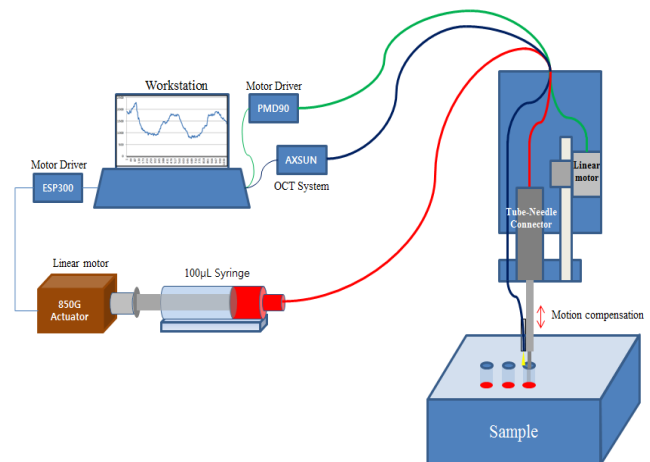 Workstation
Motor Driver
PMD90
Motor Driver
ESP300
AXSUN
OCT System
Linear
motor
Tube-Needle
Connector
Linear motor
100µL Syringe
850G
Actuator
Motion compensation
Sample